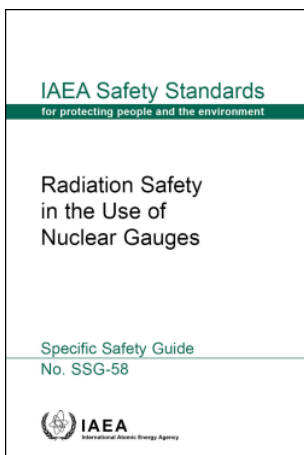 IAEA Safety Standards
for protecting people and the environment
Radiation Safety
in the Use of
Nuclear Gauges
Specific Safety Guide
No. SSG-58
IAEA
International Atomic Energy Agency